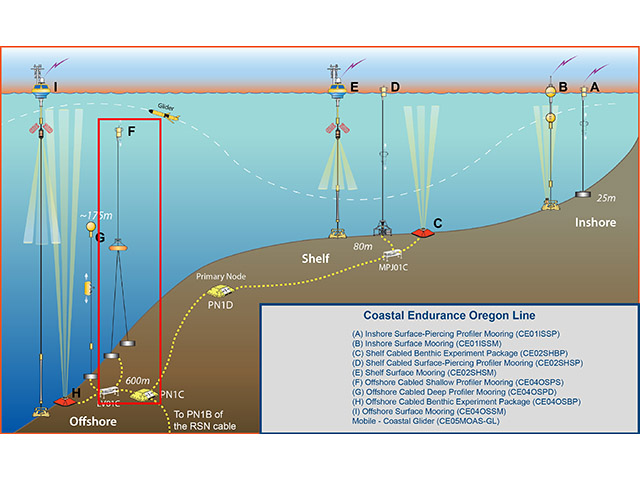 I
E
D
B
A
Glider
F
~175m
G
25m
Inshore
C
80m
Shelf
MPJ01C
Primary Node
PN1D
600m
H
LV01C
PN1C
Offshore
To PN1B of
the RSN cable
Coastal Endurance Oregon Line
(A) Inshore Surface-Piercing Profiler Mooring (CE01ISSP)
(B) Inshore Surface Mooring (CE01ISSM)
(C) Shelf Cabled Benthic Experiment Package (CE02SHBP)
(D) Shelf Cabled Surface-Piercing Profiler Mooring (CE02SHSP)
(E) Shelf Surface Mooring (CE02SHSM)
(F) Offshore Cabled Shallow Profiler Mooring (CE04OSPS)
(G) Offshore Cabled Deep Profiler Mooring (CE04OSPD)
(H) Offshore Cabled Benthic Experiment Package (CE04OSBP)
(I) Offshore Surface Mooring (CE04OSSM)
Mobile - Coastal Glider (CE05MOAS-GL)